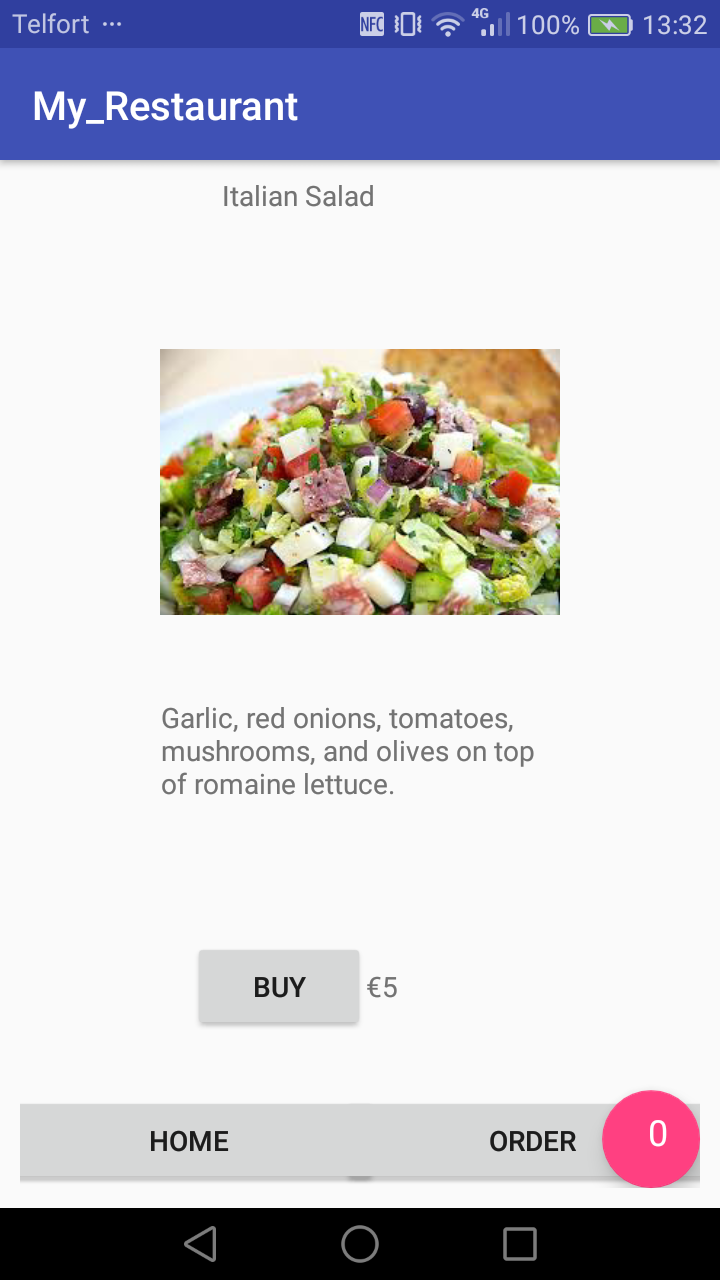 Telfort ...
NFC 4G 100% 13:32
My_Restaurant
Italian Salad
Garlic, red onions, tomatoes,
mushrooms, and olives on top
of romaine lettuce.
BUY €5
HOME ORDER 0